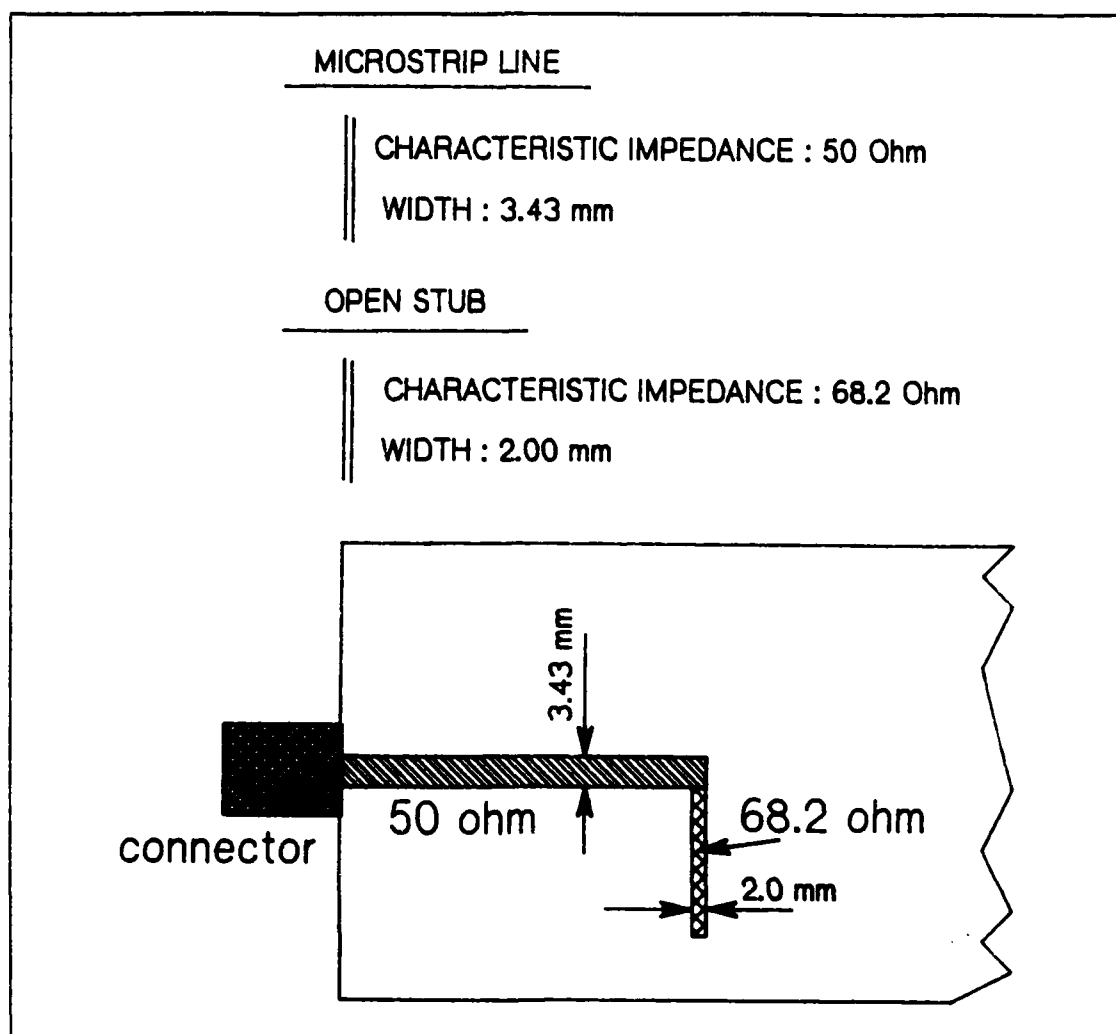 MICROSTRIP LINE
CHARACTERISTIC IMPEDANCE : 50 Ohm
WIDTH : 3.43 mm
OPEN STUB
CHARACTERISTIC IMPEDANCE : 68.2 Ohm
WIDTH : 2.00 mm
3.43 mm
50 ohm
68.2 ohm
connector
2.0 mm